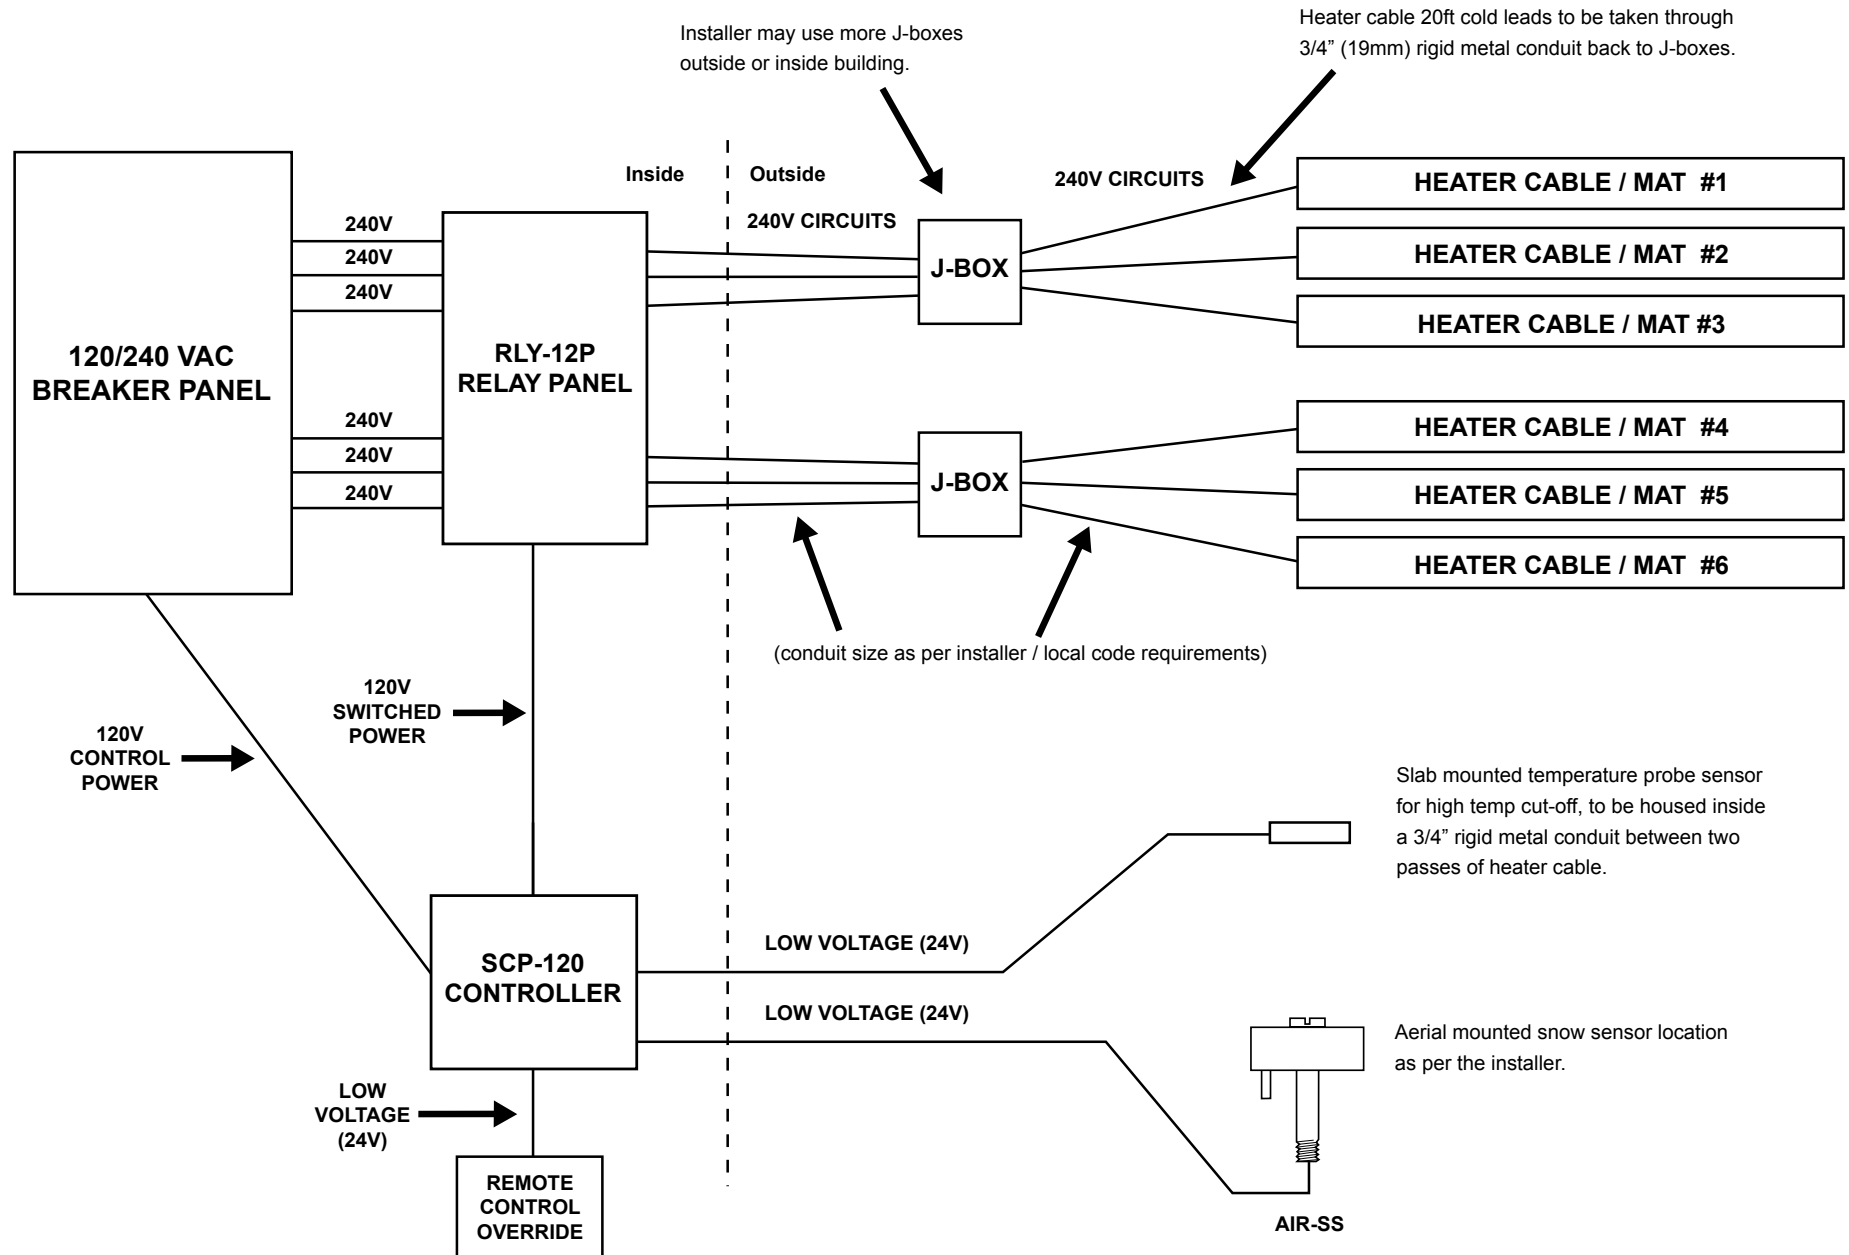 Installer may use more J-boxes
outside or inside building.
Heater cable 20ft cold leads to be taken through
3/4” (19mm) rigid metal conduit back to J-boxes.
Inside
Outside
240V CIRCUITS
240V CIRCUITS
120/240 VAC
BREAKER PANEL
240V
240V
240V
240V
240V
240V
RLY-12P
RELAY PANEL
J-BOX
J-BOX
HEATER CABLE / MAT #1
HEATER CABLE / MAT #2
HEATER CABLE / MAT #3
HEATER CABLE / MAT #4
HEATER CABLE / MAT #5
HEATER CABLE / MAT #6
(conduit size as per installer / local code requirements)
120V
CONTROL
POWER
120V
SWITCHED
POWER
Slab mounted temperature probe sensor
for high temp cut-off, to be housed inside
a 3/4” rigid metal conduit between two
passes of heater cable.
SCP-120
CONTROLLER
LOW VOLTAGE (24V)
LOW VOLTAGE (24V)
Aerial mounted snow sensor location
as per the installer.
LOW
VOLTAGE
(24V)
REMOTE
CONTROL
OVERRIDE
AIR-SS